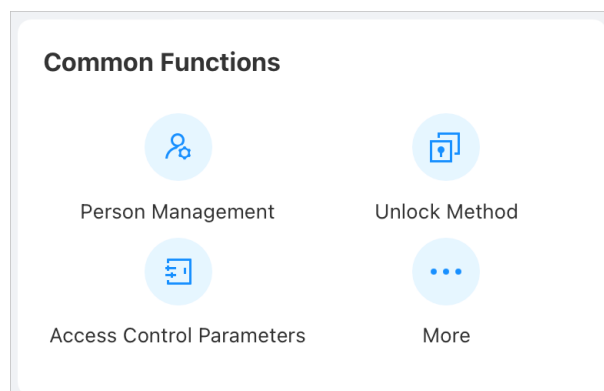 Common Functions
Person Management
Unlock Method
Access Control Parameters
More